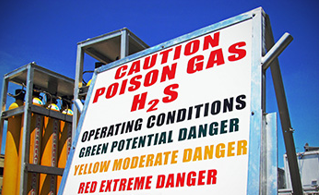 CAUTION
POISON GAS
H₂S
OPERATING CONDITIONS
GREEN POTENTIAL DANGER
YELLOW MODERATE DANGER
RED EXTREME DANGER